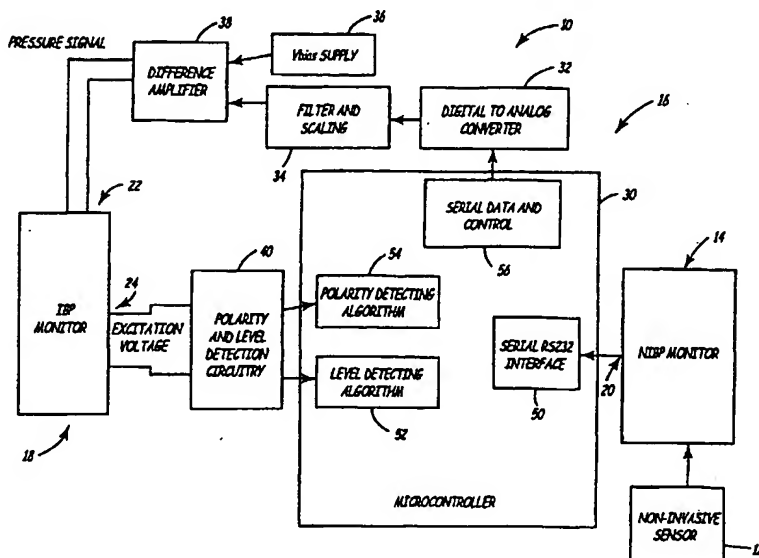 38
36
10
PRESSURE SIGNAL
DIFFERENCE
AMPLIFIER
Vbias SUPPLY
32
FILTER AND
SCALING
DIGITAL TO ANALOG
CONVERTER
16
34
30
22
SERIAL DATA AND
CONTROL
56
14
40
54
24
IBP
MONITOR
EXCITATION
VOLTAGE
POLARITY
AND LEVEL
DETECTION
CIRCUITRY
POLARITY DETECTING
ALGORITHM
SERIAL RS232
INTERFACE
NIBP MONITOR
LEVEL DETECTING
ALGORITHM
20
50
18
52
MICROCONTROLLER
NON-INVASIVE
SENSOR